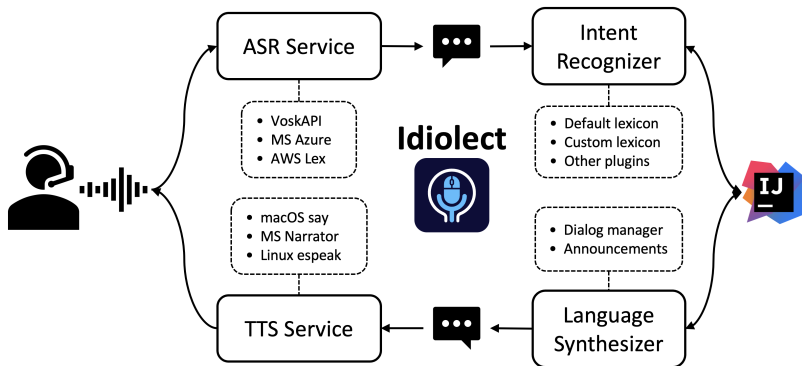 ASR Service
Intent
Recognizer
• VoskAPI
• MS Azure
• AWS Lex
Idiolect
• Default lexicon
• Custom lexicon
• Other plugins
IJ
• macOS say
• MS Narrator
• Linux espeak
• Dialog manager
• Announcements
TTS Service
Language
Synthesizer